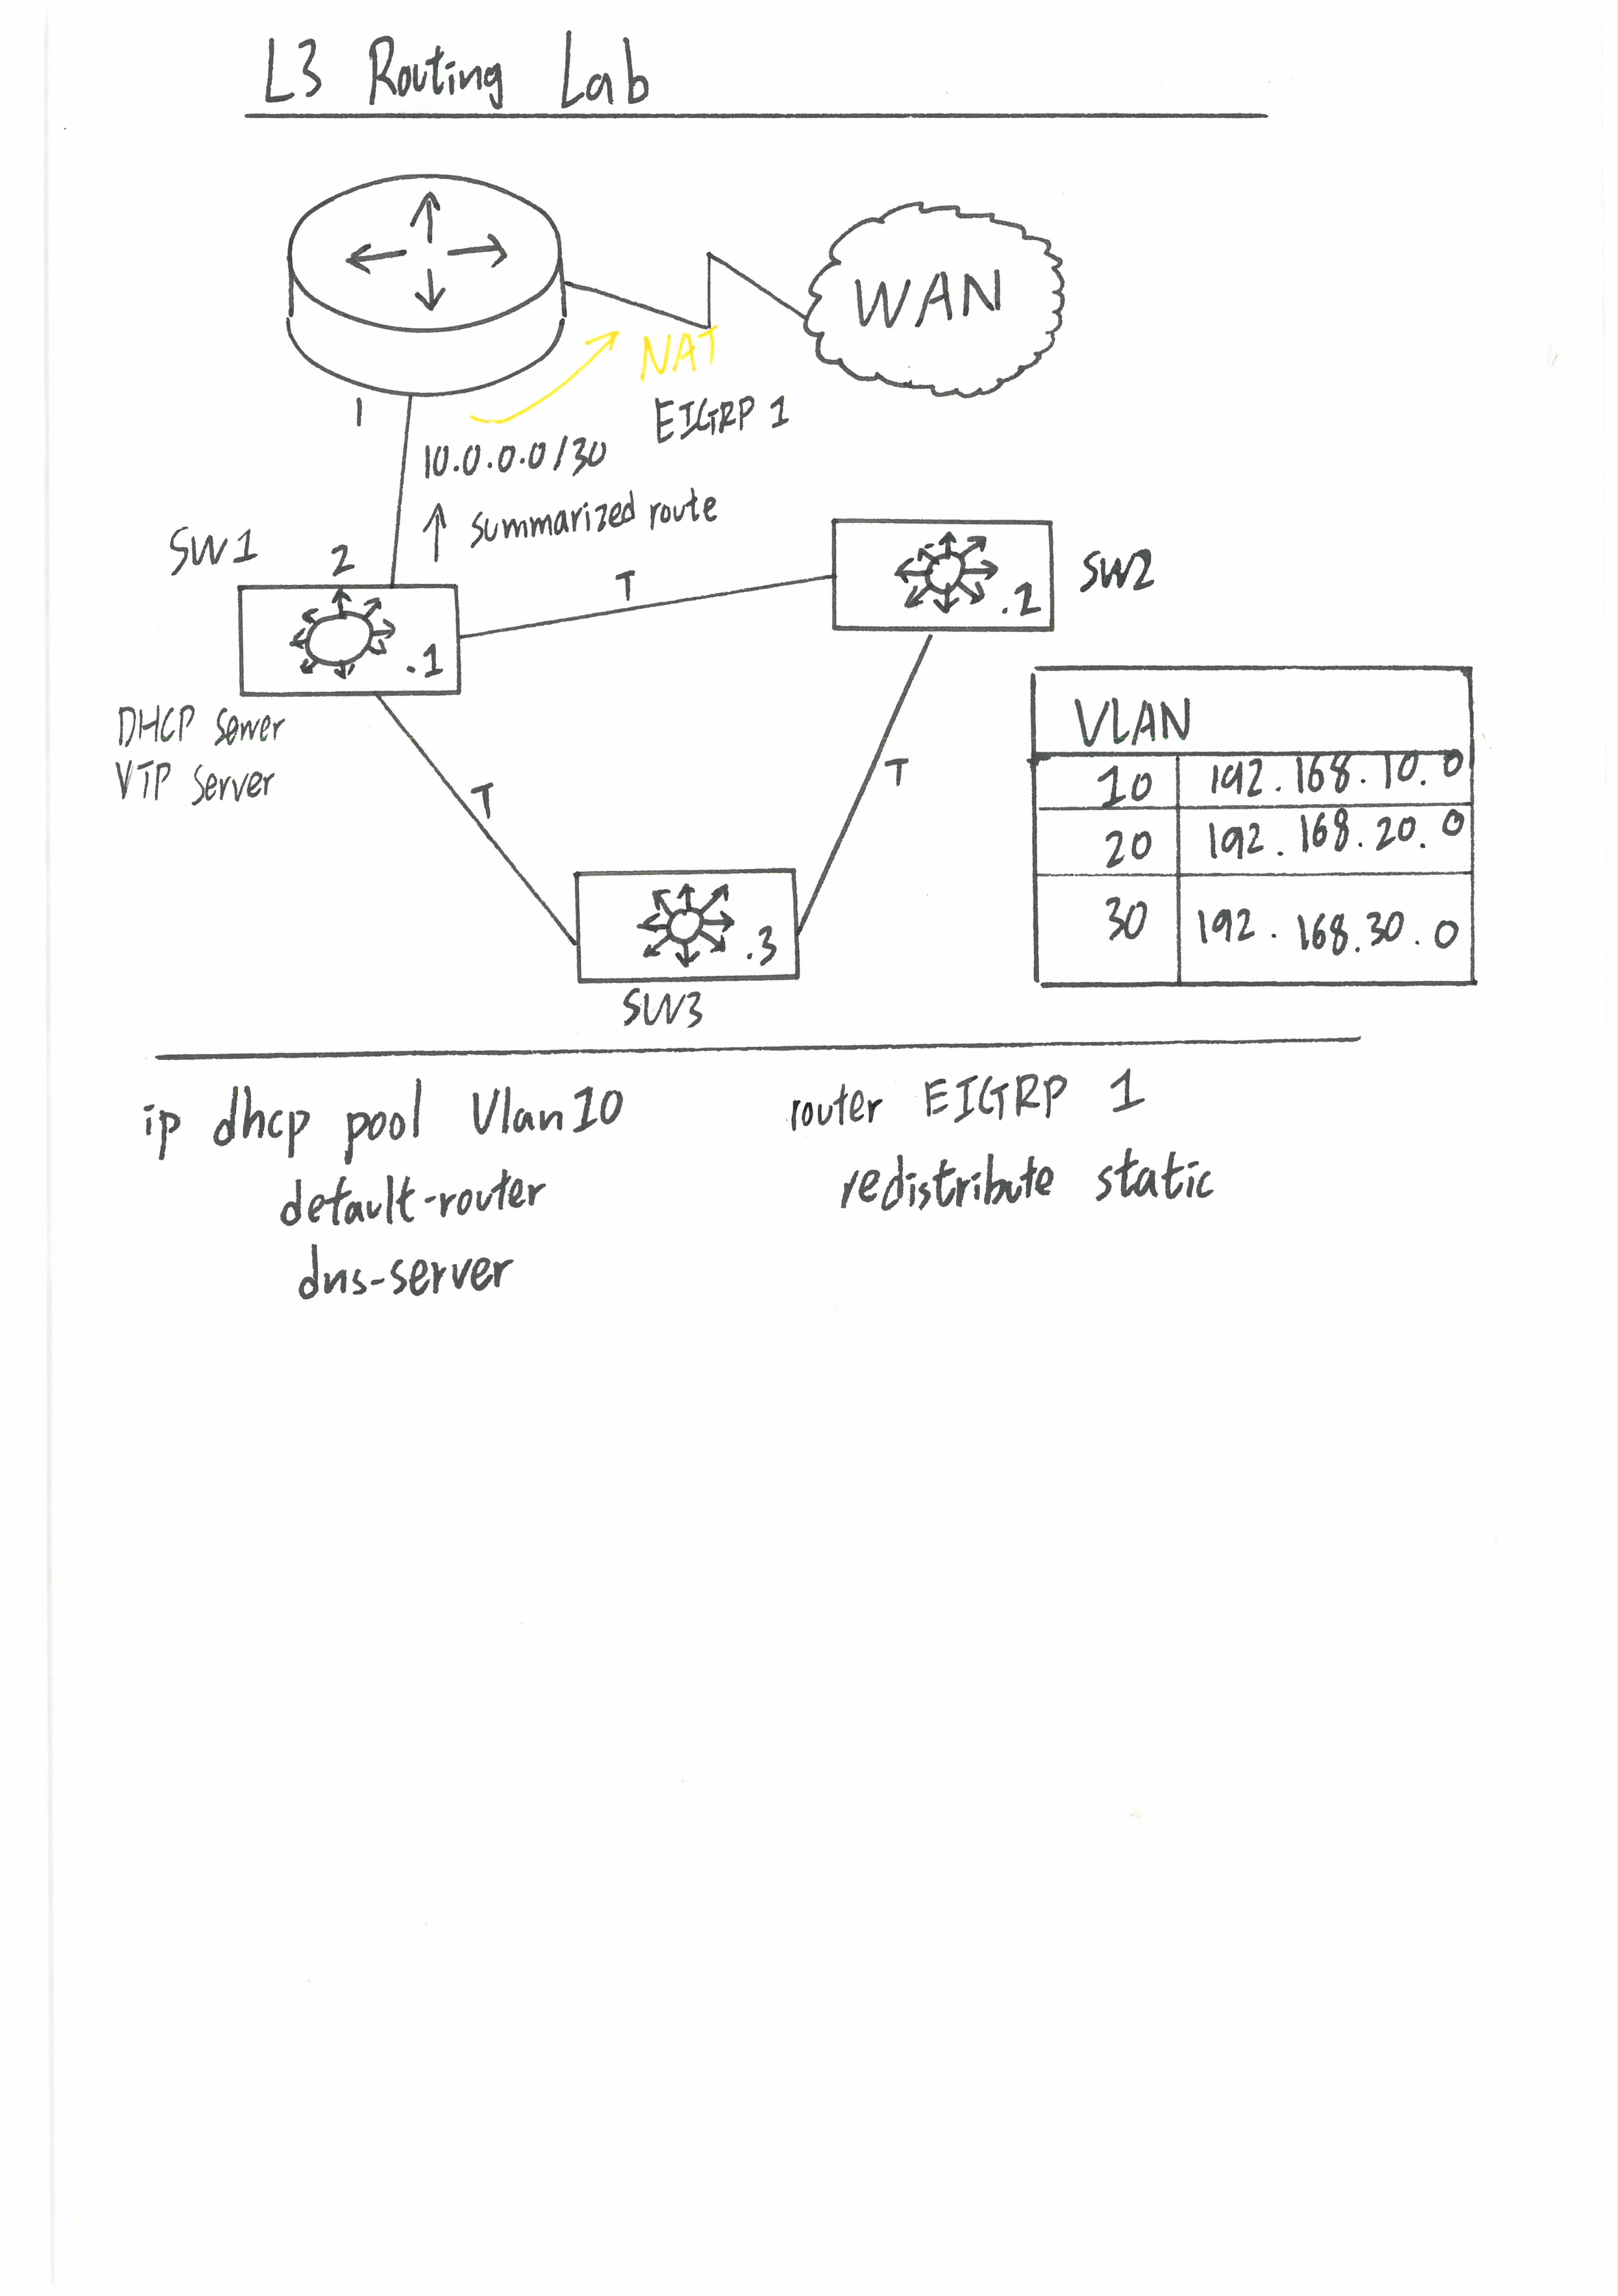 L3 Routing Lab
WAN
NAT
EIGRP 1
1
10.0.0.0/30
↑ summarized route
SW1
2
T
SW2
.2
.1
DHCP Server
VTP Server
T
T
VLAN
10 192.168.10.0
20 192.168.20.0
30 192.168.30.0
.3
SW3
ip dhcp pool Vlan10
default-router
dns-server
router EIGRP 1
redistribute static